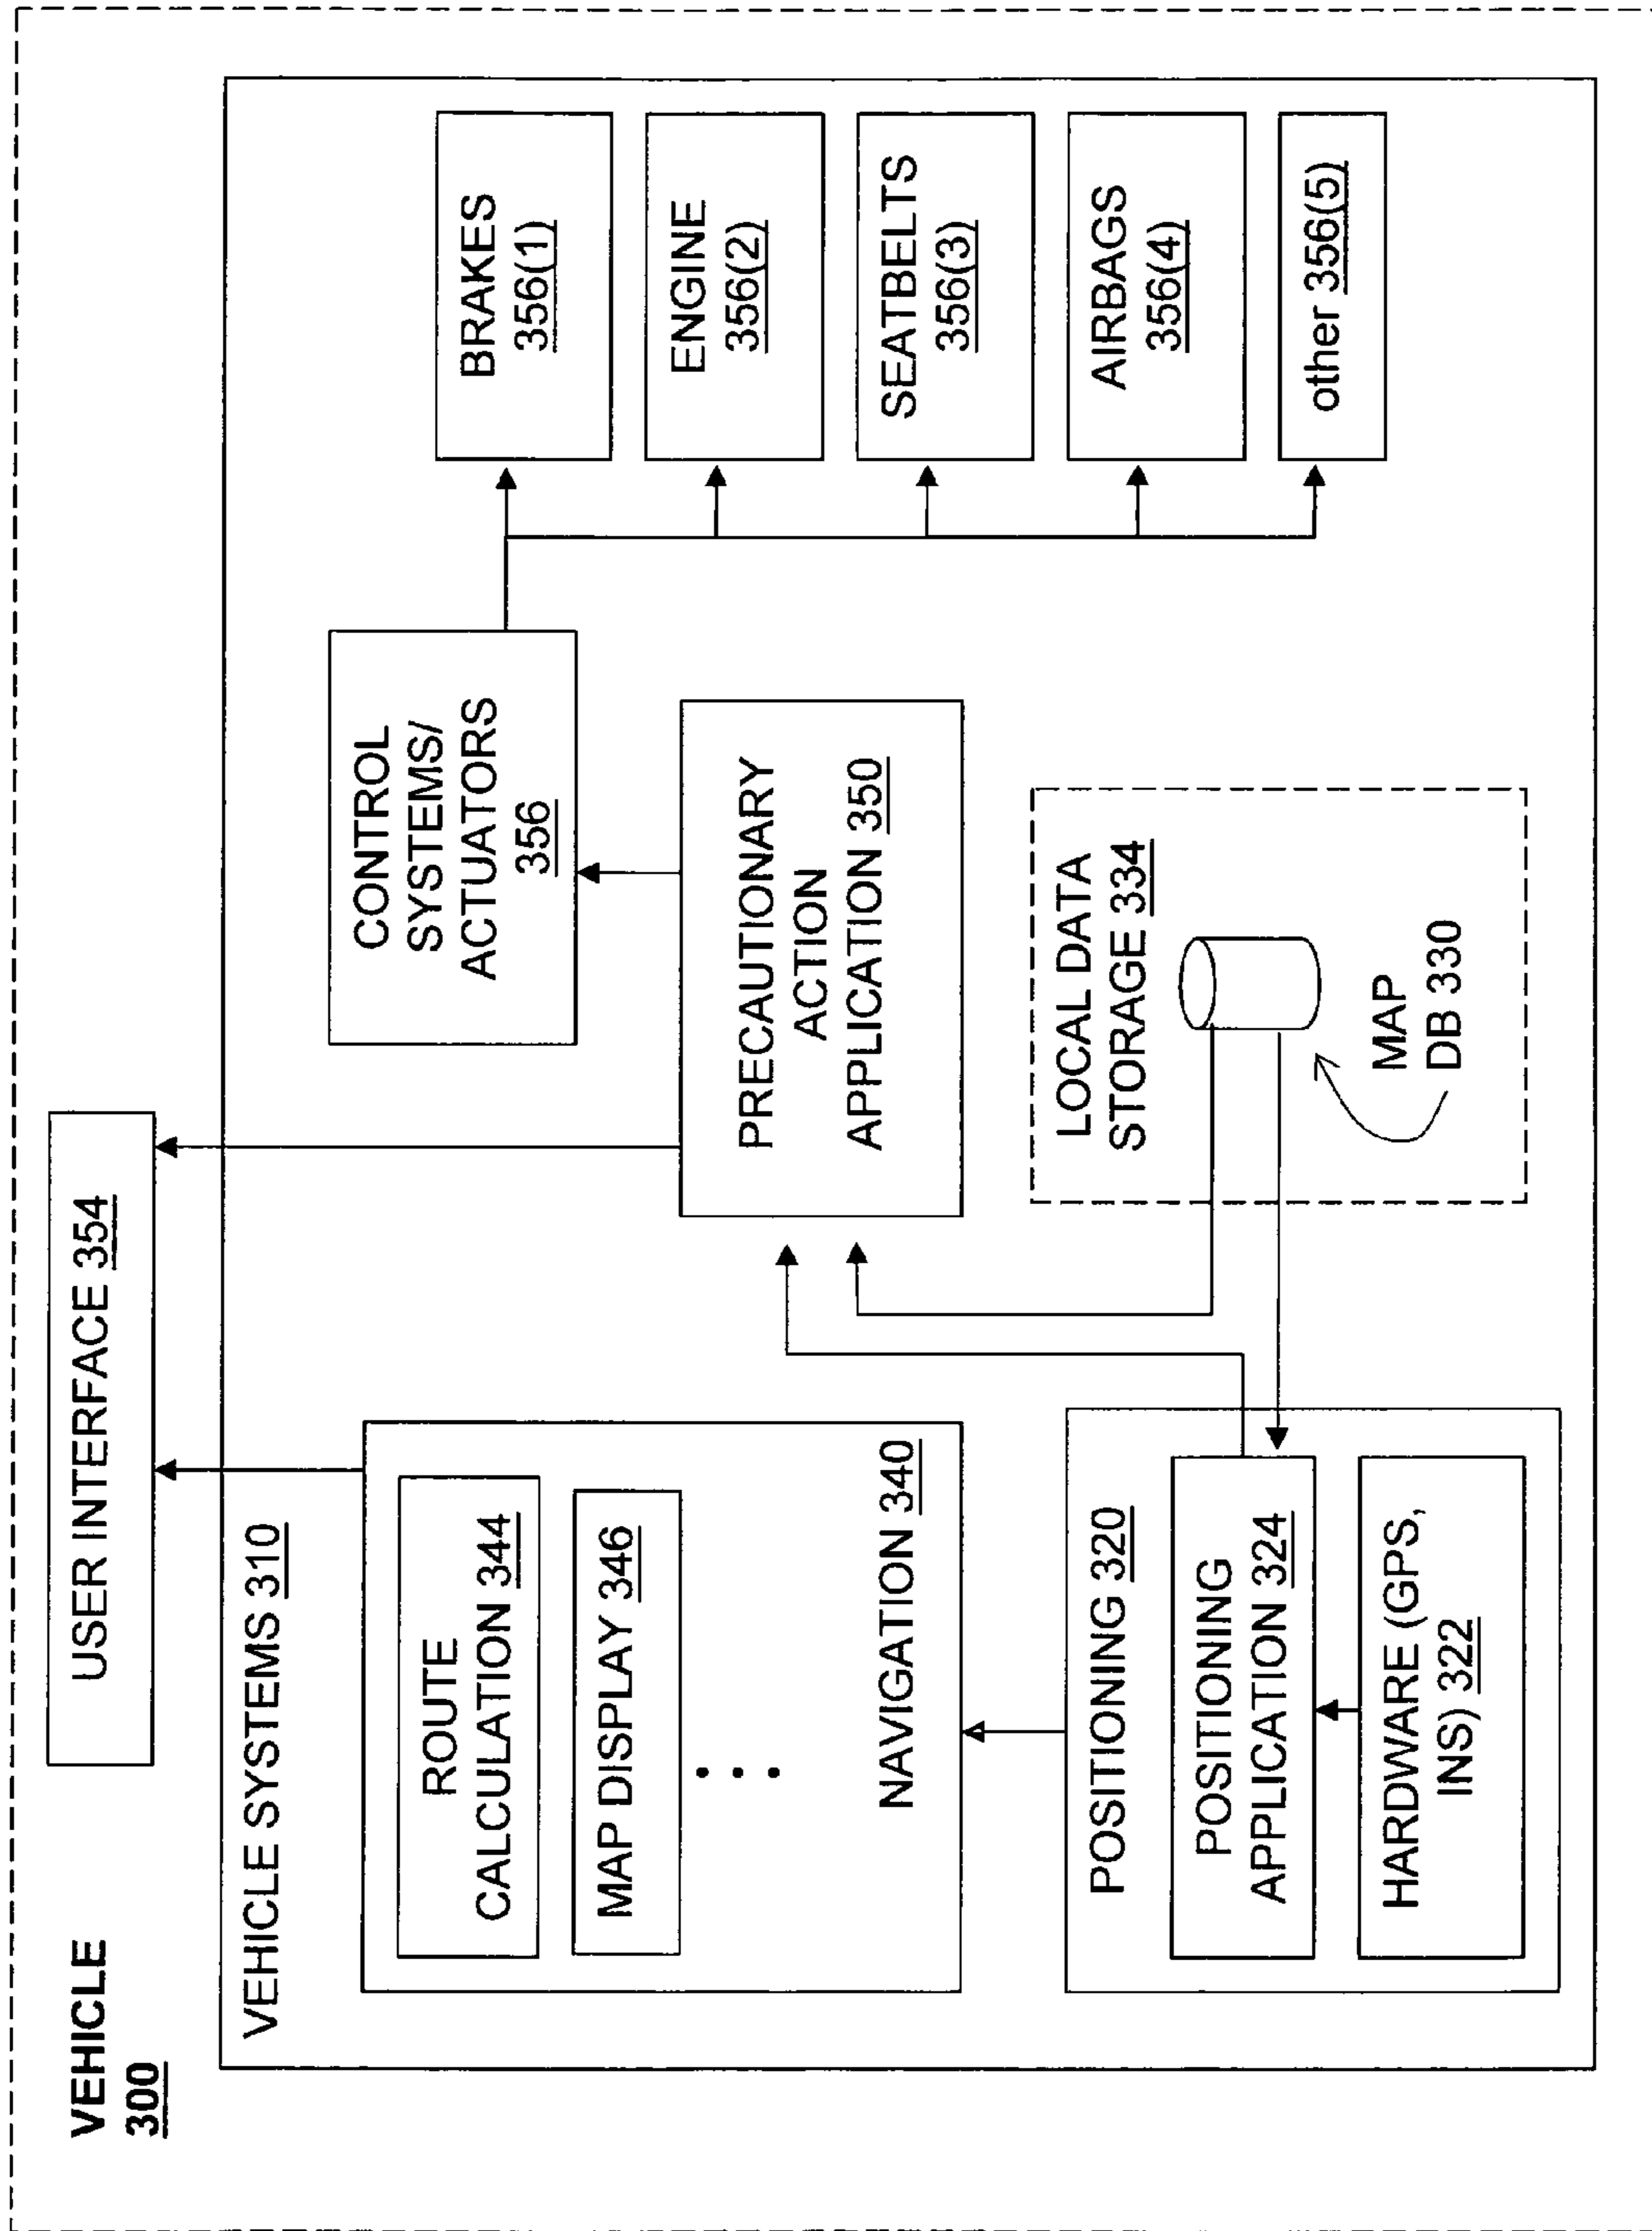 VEHICLE
300
USER INTERFACE 354
VEHICLE SYSTEMS 310
ROUTE
CALCULATION 344
MAP DISPLAY 346
NAVIGATION 340
POSITIONING 320
POSITIONING
APPLICATION 324
HARDWARE (GPS,
INS) 322
CONTROL
SYSTEMS/
ACTUATORS
356
PRECAUTIONARY
ACTION
APPLICATION 350
LOCAL DATA
STORAGE 334
MAP
DB 330
BRAKES
356(1)
ENGINE
356(2)
SEATBELTS
356(3)
AIRBAGS
356(4)
other 356(5)